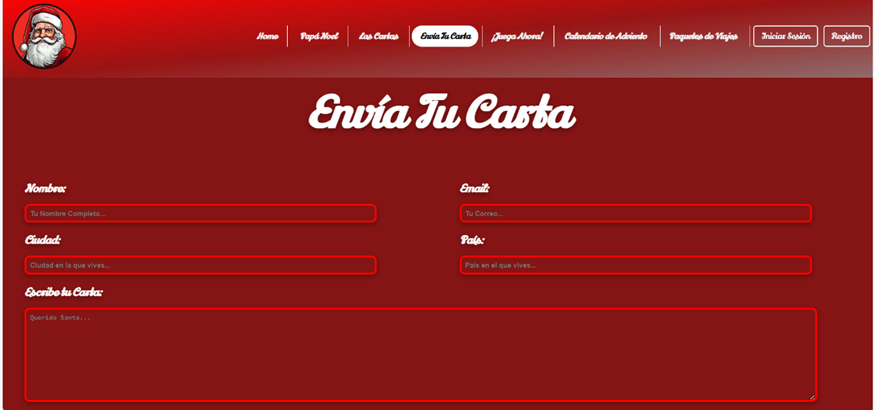 Home Papá Noel Las Cartas Envía Tu Carta ¡Juega Ahora! Calendario de Adviento Paquetes de Viajes Iniciar Sesión Registro
Envía Tu Carta
Nombre: Email:
Tu Nombre Completo... Tu Correo...
Ciudad: País:
Ciudad en la que vives... País en el que vives...
Escribe tu Carta:
Querido Santa...